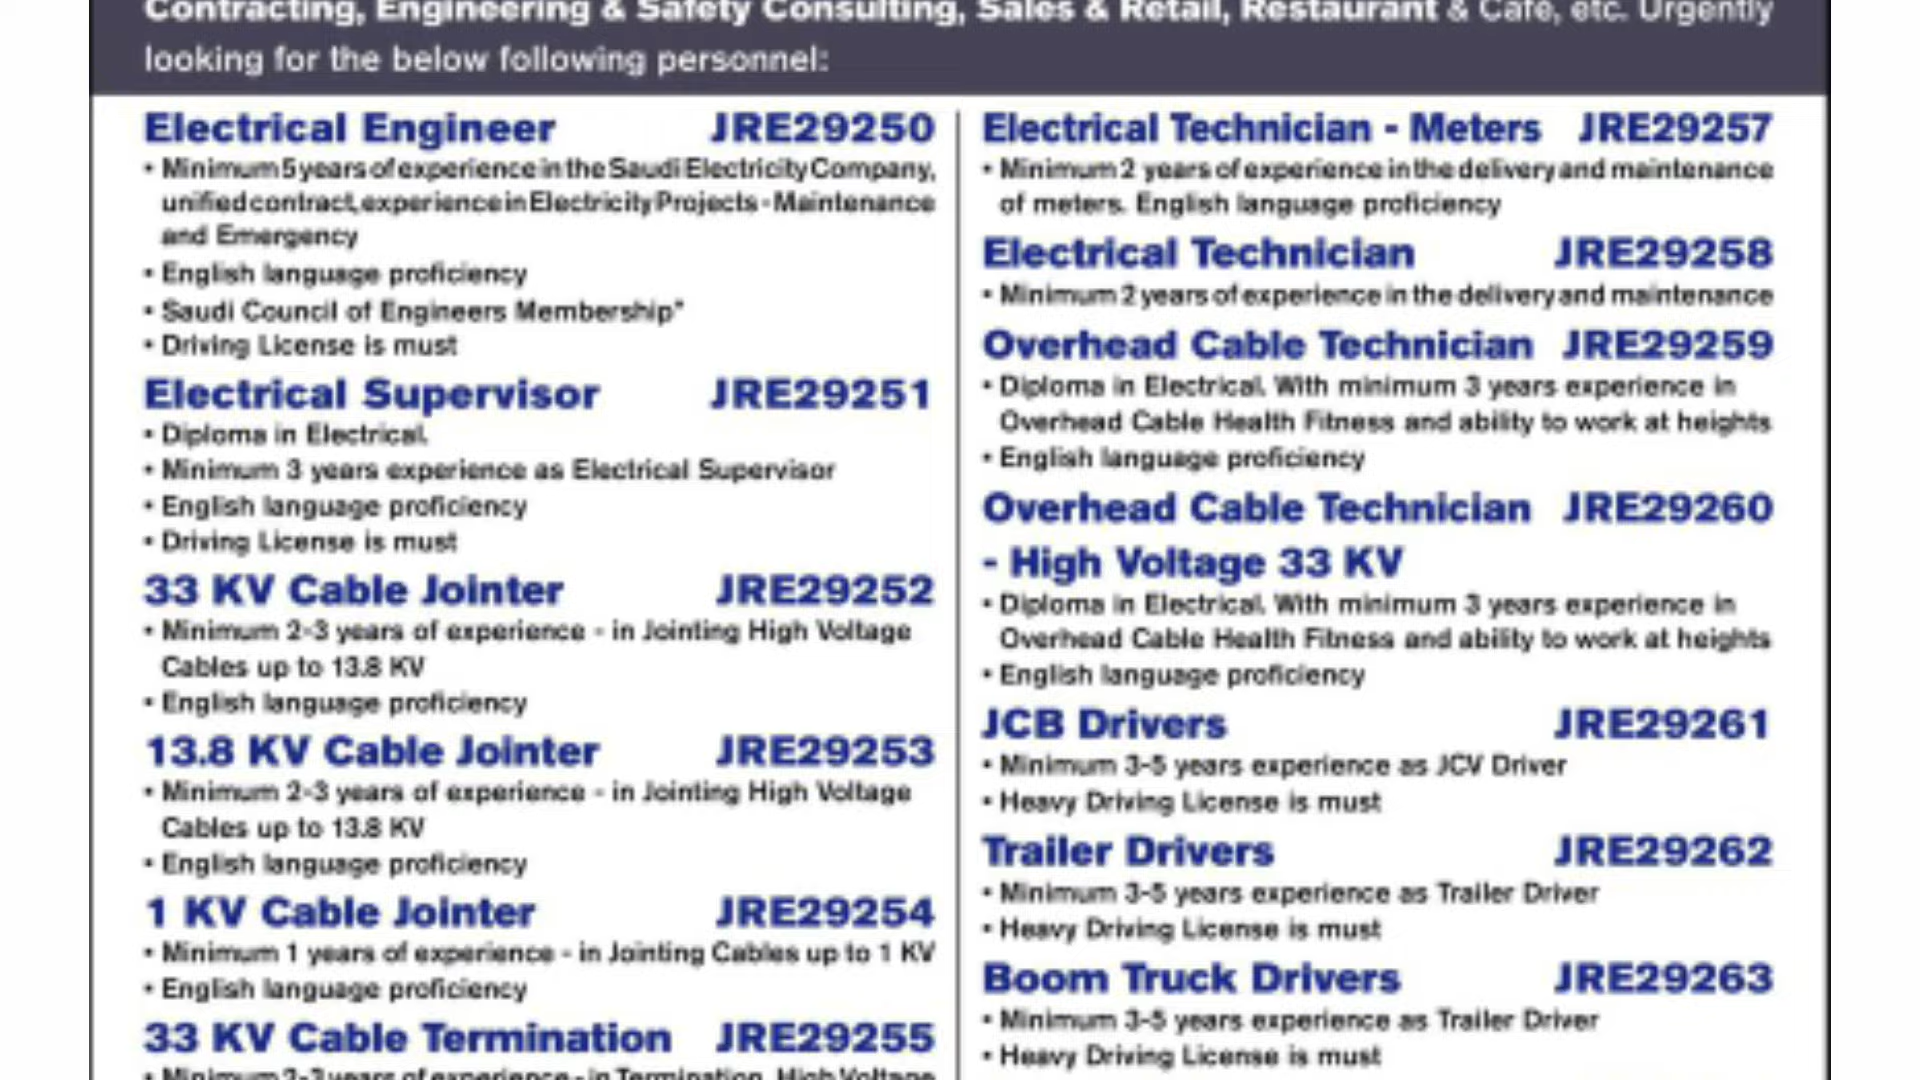 Contracting, Engineering & Safety Consulting, Sales & Retail, Restaurant & Cafe, etc. Urgently
looking for the below following personnel:
Electrical Engineer JRE29250
• Minimum 5 years of experience in the Saudi Electricity Company,
unified contract, experience in Electricity Projects - Maintenance
and Emergency
• English language proficiency
• Saudi Council of Engineers Membership*
• Driving License is must
Electrical Supervisor JRE29251
• Diploma in Electrical.
• Minimum 3 years experience as Electrical Supervisor
• English language proficiency
• Driving License is must
33 KV Cable Jointer JRE29252
• Minimum 2-3 years of experience - in Jointing High Voltage
Cables up to 13.8 KV
• English language proficiency
13.8 KV Cable Jointer JRE29253
• Minimum 2-3 years of experience - in Jointing High Voltage
Cables up to 13.8 KV
• English language proficiency
1 KV Cable Jointer JRE29254
• Minimum 1 years of experience - in Jointing Cables up to 1 KV
• English language proficiency
33 KV Cable Termination JRE29255
• Minimum 2-3 years of experience - in Termination High Voltage
Electrical Technician - Meters JRE29257
• Minimum 2 years of experience in the delivery and maintenance
of meters. English language proficiency
Electrical Technician JRE29258
• Minimum 2 years of experience in the delivery and maintenance
Overhead Cable Technician JRE29259
• Diploma in Electrical. With minimum 3 years experience in
Overhead Cable Health Fitness and ability to work at heights
• English language proficiency
Overhead Cable Technician JRE29260
- High Voltage 33 KV
• Diploma in Electrical. With minimum 3 years experience in
Overhead Cable Health Fitness and ability to work at heights
• English language proficiency
JCB Drivers JRE29261
• Minimum 3-5 years experience as JCV Driver
• Heavy Driving License is must
Trailer Drivers JRE29262
• Minimum 3-5 years experience as Trailer Driver
• Heavy Driving License is must
Boom Truck Drivers JRE29263
• Minimum 3-5 years experience as Trailer Driver
• Heavy Driving License is must